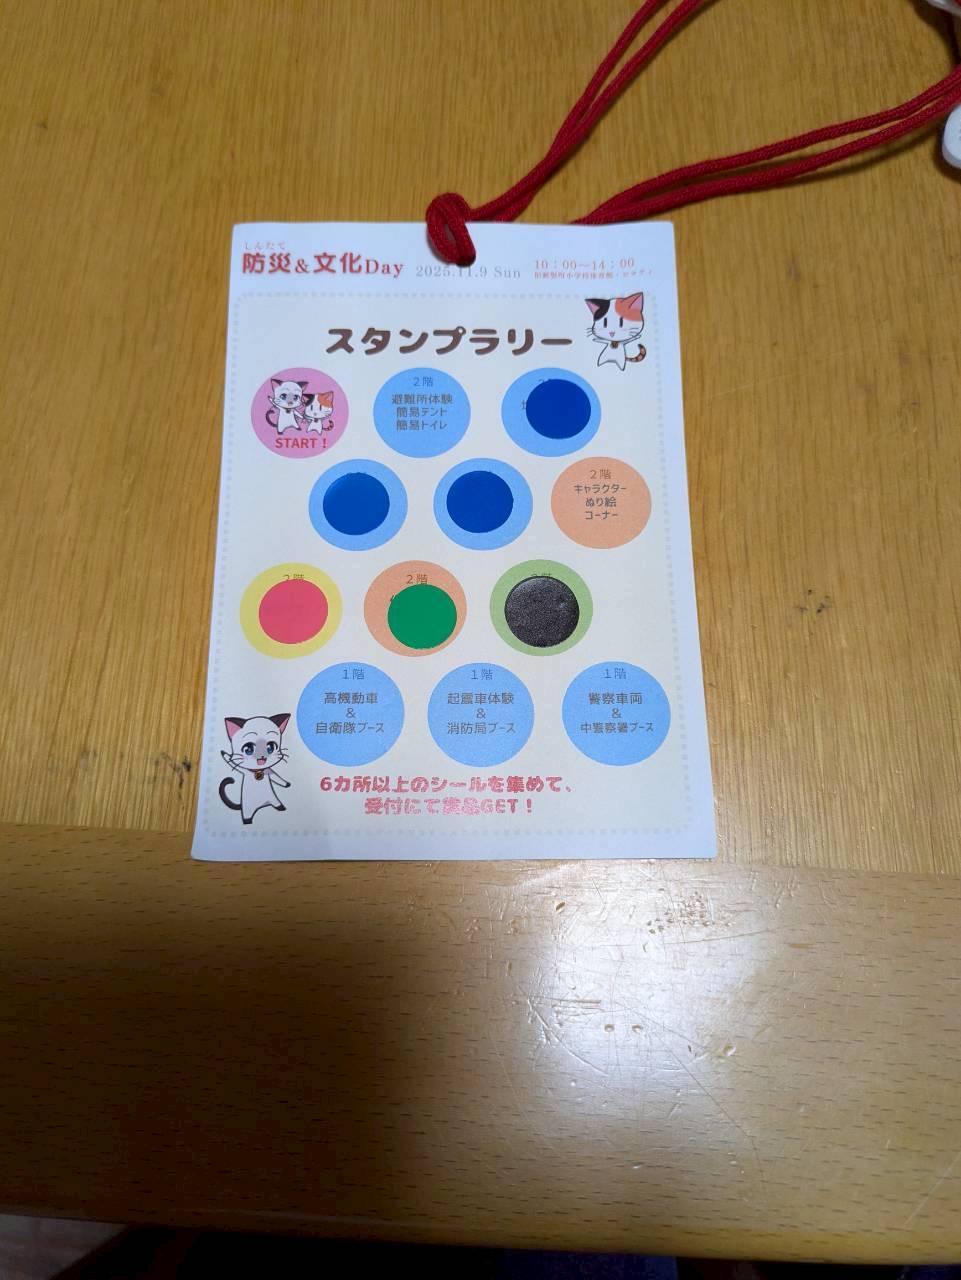 しんたて
防災&文化Day 2025.11.9 Sun 10：00〜14：00
スタンプラリー
START！
2階
避難所体験
簡易テント
簡易トイレ
2階
キャラクター
ぬり絵
コーナー
2階
2階
1階
高機動車
&
自衛隊ブース
1階
起震車体験
&
消防局ブース
1階
警察車両
&
中警察署ブース
6カ所以上のシールを集めて、
受付にて景品GET！